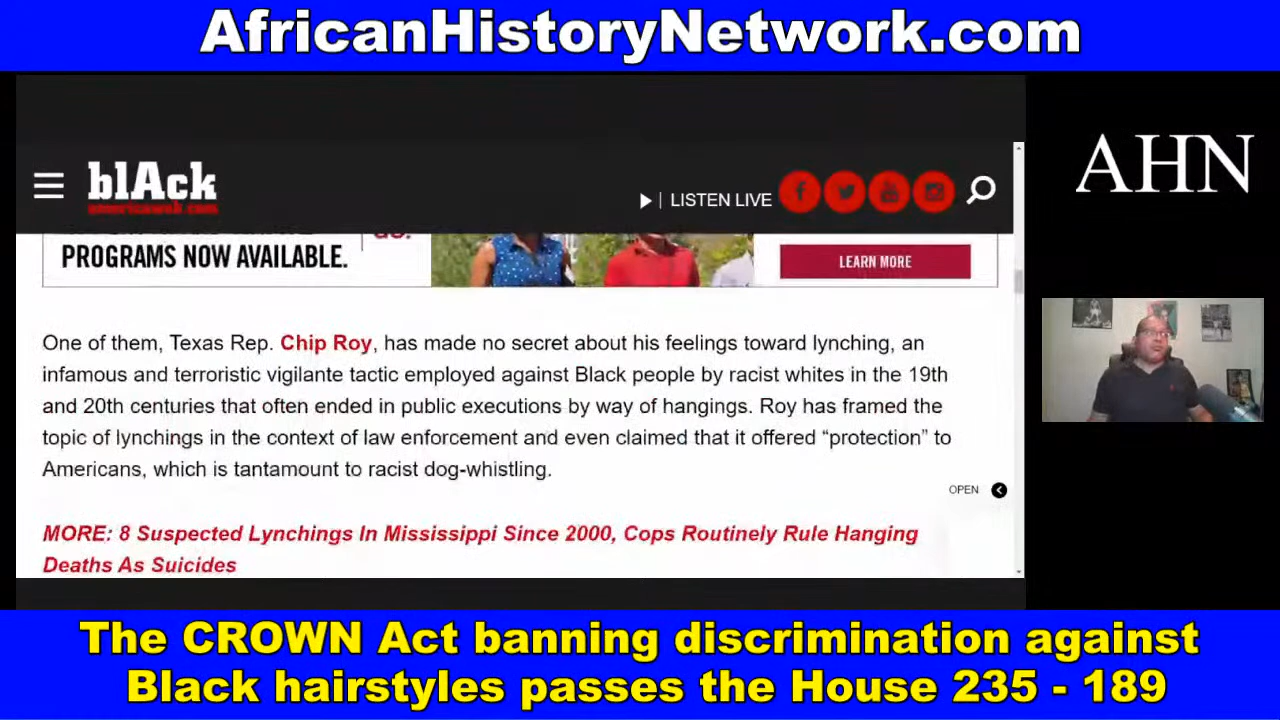 AfricanHistoryNetwork.com
AHN
blAck
americaweb.com
LISTEN LIVE
PROGRAMS NOW AVAILABLE.
LEARN MORE
One of them, Texas Rep. Chip Roy, has made no secret about his feelings toward lynching, an
infamous and terroristic vigilante tactic employed against Black people by racist whites in the 19th
and 20th centuries that often ended in public executions by way of hangings. Roy has framed the
topic of lynchings in the context of law enforcement and even claimed that it offered “protection” to
Americans, which is tantamount to racist dog-whistling.
OPEN
MORE: 8 Suspected Lynchings In Mississippi Since 2000, Cops Routinely Rule Hanging
Deaths As Suicides
The CROWN Act banning discrimination against
Black hairstyles passes the House 235 - 189